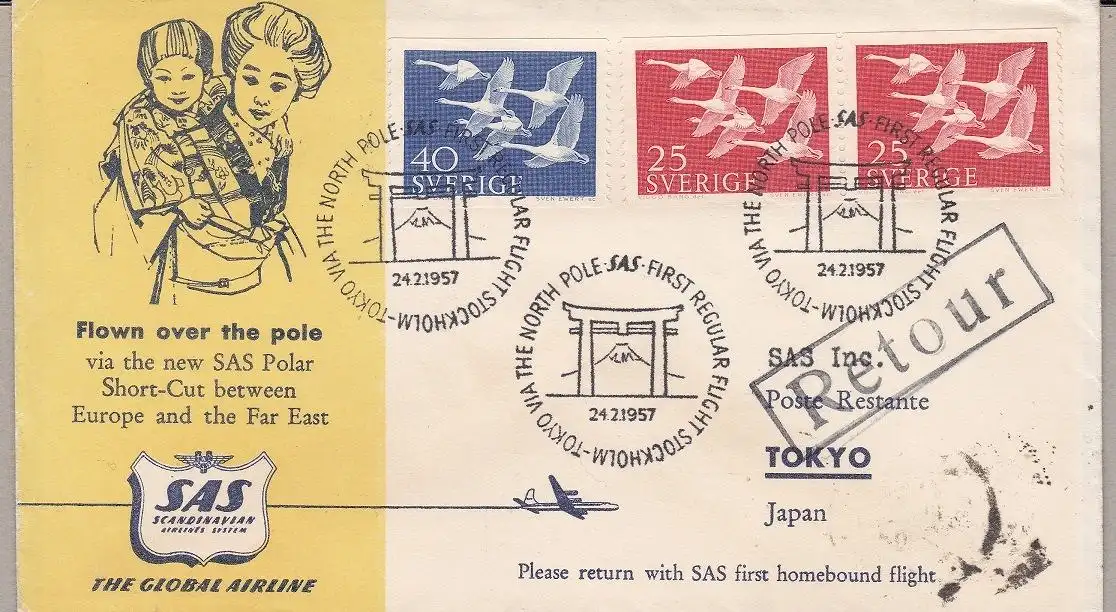 40
SVERIGE
SVEN EWERT. SC
25
SVERIGE
25
SVERIGE
SVEN EWERT. SC
TOKYO VIA THE NORTH POLE · SAS · FIRST REGULAR FLIGHT STOCKHOLM -
24.2.1957
TOKYO VIA THE NORTH POLE · SAS · FIRST REGULAR FLIGHT STOCKHOLM -
24.2.1957
TOKYO VIA THE NORTH POLE · SAS · FIRST REGULAR FLIGHT STOCKHOLM -
24.2.1957
Flown over the pole
via the new SAS Polar
Short-Cut between
Europe and the Far East
SAS
SCANDINAVIAN
AIRLINES SYSTEM
THE GLOBAL AIRLINE
Retour
SAS Inc.
Poste Restante
TOKYO
Japan
Please return with SAS first homebound flight